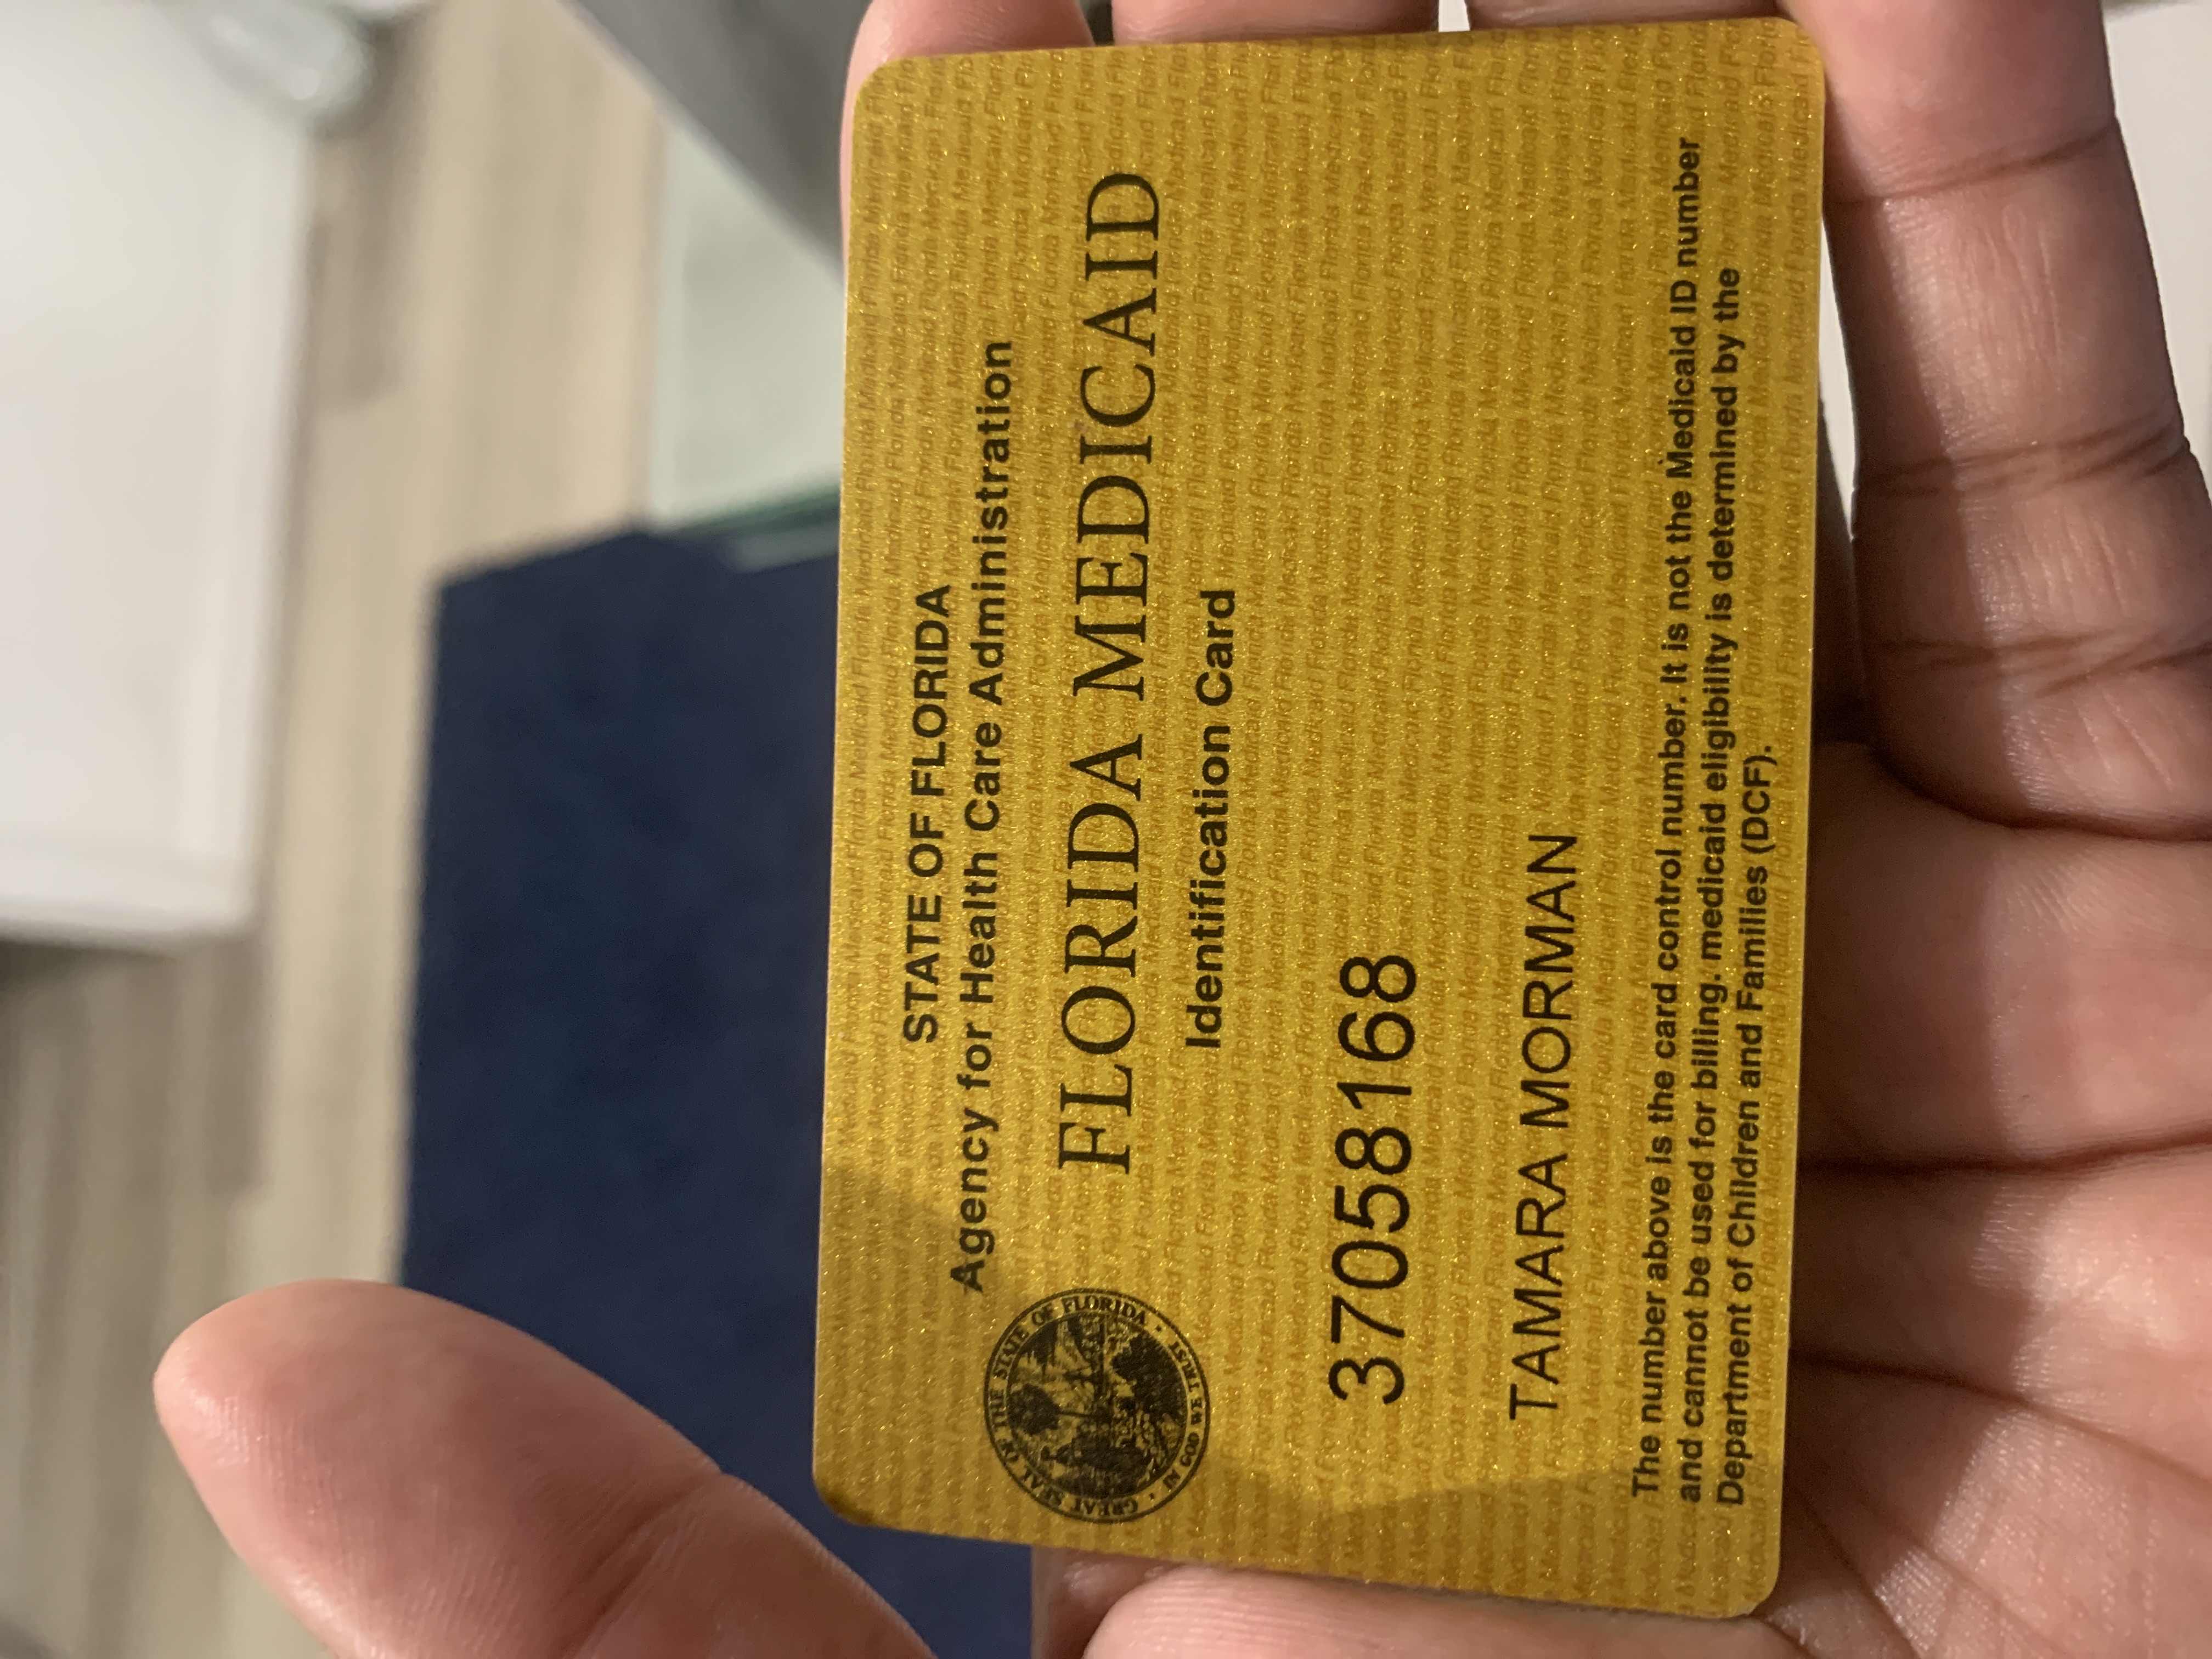 STATE OF FLORIDA
Agency for Health Care Administration
FLORIDA MEDICAID
Identification Card
GREAT SEAL OF THE STATE OF FLORIDA · IN GOD WE TRUST ·
37058168
TAMARA MORMAN
The number above is the card control number. It is not the Medicaid ID number
and cannot be used for billing. medicaid eligibility is determined by the
Department of Children and Families (DCF).